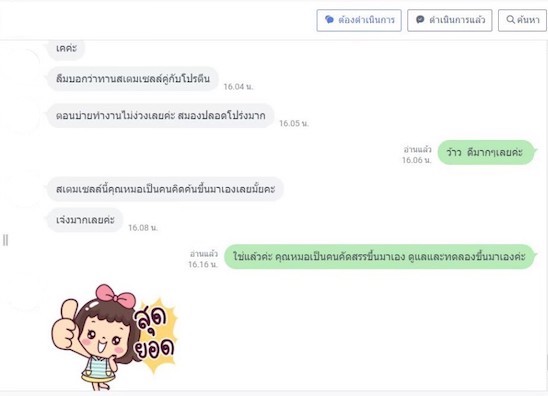 ต้องดำเนินการ
ดำเนินการแล้ว
ค้นหา
เคค่ะ
ลืมบอกว่าทานสเตมเซลล์คู่กับโปรตีน
16.04 น.
ตอนบ่ายทำงานไม่ง่วงเลยค่ะ สมองปลอดโปร่งมาก
16.05 น.
อ่านแล้ว
16.06 น.
ว้าว ดีมากๆเลยค่ะ
สเตมเซลล์นี้คุณหมอเป็นคนคิดค้นขึ้นมาเองเลยมั้ยคะ
เจ๋งมากเลยค่ะ
16.08 น.
อ่านแล้ว
16.16 น.
ใช่แล้วค่ะ คุณหมอเป็นคนคัดสรรขึ้นมาเอง ดูแลและทดลองขึ้นมาเองค่ะ
สุด
ยอด